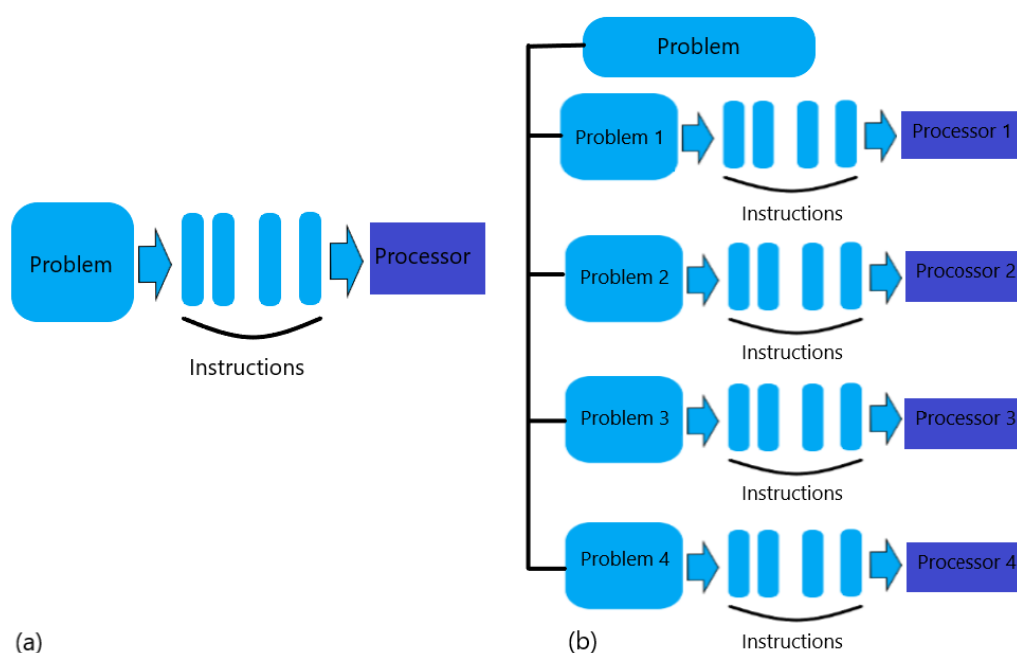 Problem
Processor
Instructions
(a)
Problem
Problem 1
Processor 1
Instructions
Problem 2
Procossor 2
Instructions
Problem 3
Processor 3
Instructions
Problem 4
Processor 4
Instructions
(b)